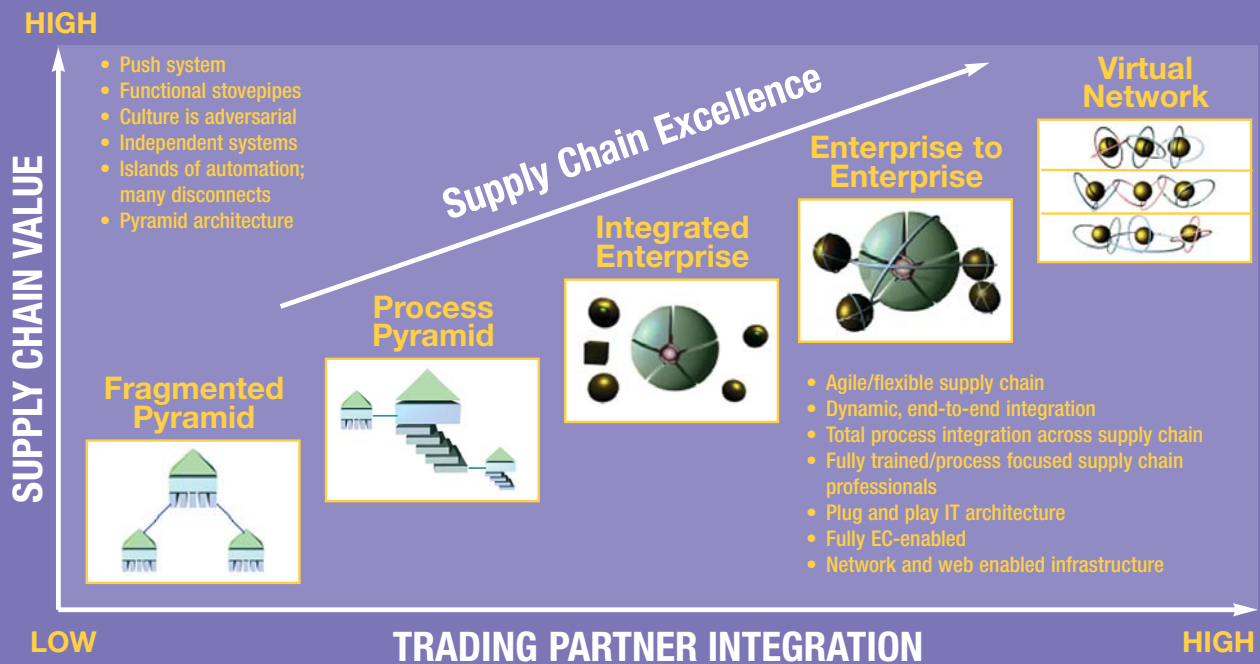 HIGH
• Push system
• Functional stovepipes
• Culture is adversarial
• Independent systems
• Islands of automation;
many disconnects
• Pyramid architecture
Supply Chain Excellence
Virtual
Network
Enterprise to
Enterprise
Integrated
Enterprise
Process
Pyramid
Fragmented
Pyramid
SUPPLY CHAIN VALUE
• Agile/flexible supply chain
• Dynamic, end-to-end integration
• Total process integration across supply chain
• Fully trained/process focused supply chain
professionals
• Plug and play IT architecture
• Fully EC-enabled
• Network and web enabled infrastructure
LOW
TRADING PARTNER INTEGRATION
HIGH